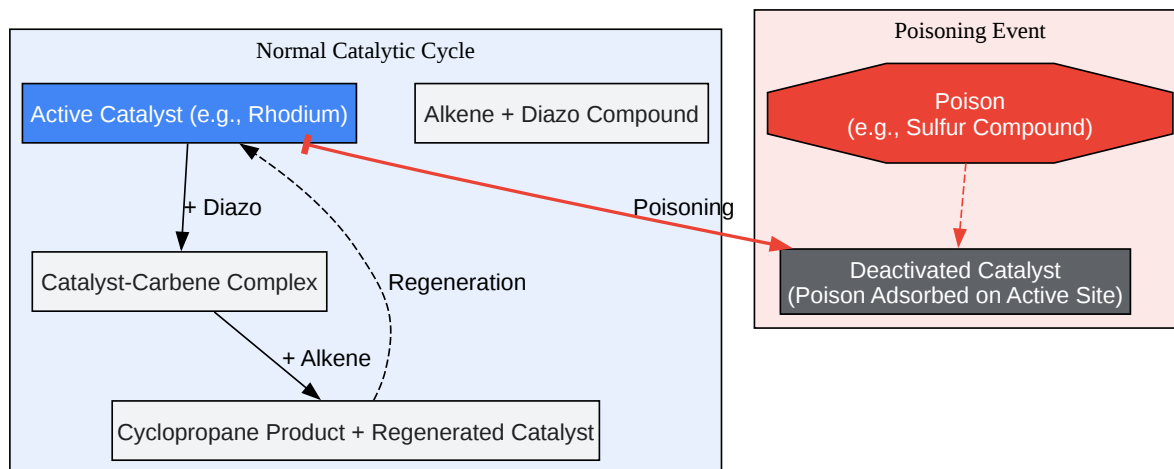 Normal Catalytic Cycle
Active Catalyst (e.g., Rhodium)
Alkene + Diazo Compound
+ Diazo
Catalyst-Carbene Complex
Regeneration
+ Alkene
Cyclopropane Product + Regenerated Catalyst
Poisoning
Poisoning Event
Poison
(e.g., Sulfur Compound)
Deactivated Catalyst
(Poison Adsorbed on Active Site)